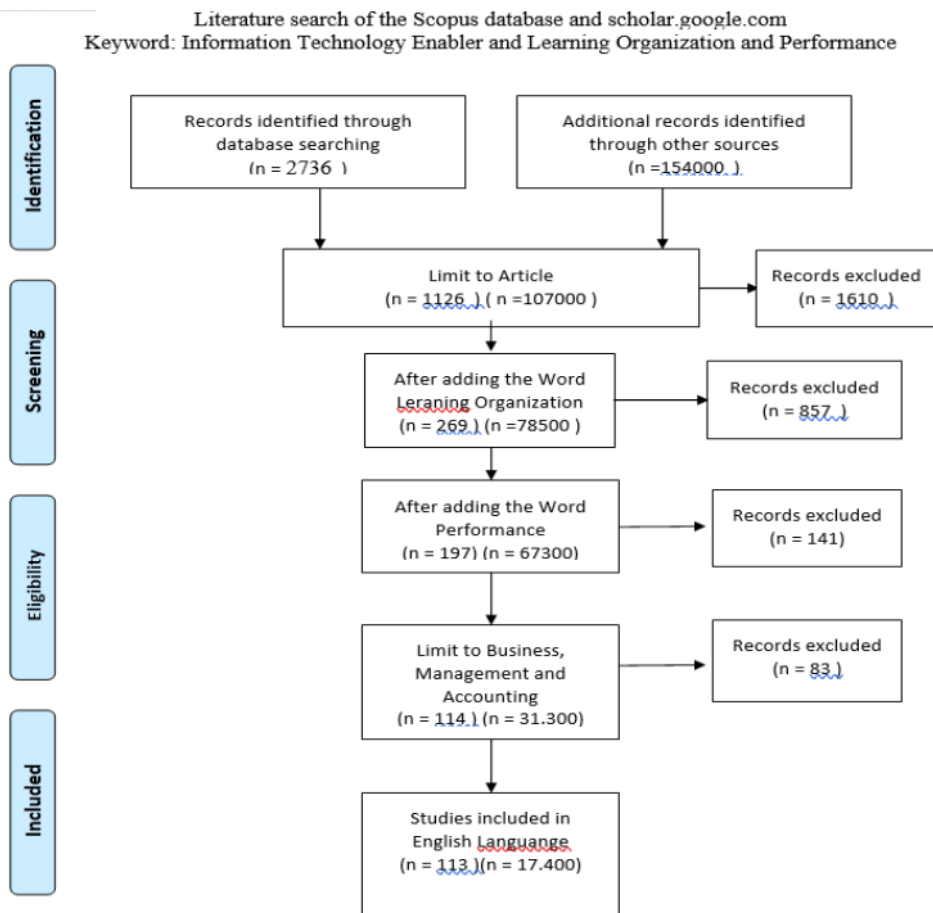 Literature search of the Scopus database and scholar.google.com
Keyword: Information Technology Enabler and Learning Organization and Performance
Identification
Records identified through
database searching
(n = 2736 )
Additional records identified
through other sources
(n =154000 )
Limit to Article
(n = 1126 ) ( n =107000 )
Records excluded
(n = 1610 )
Screening
After adding the Word
Leraning Organization
(n = 269 ) (n =78500 )
Records excluded
(n = 857 )
Eligibility
After adding the Word
Performance
(n = 197) (n = 67300)
Records excluded
(n = 141)
Limit to Business,
Management and
Accounting
(n = 114 ) (n = 31.300)
Records excluded
(n = 83 )
Included
Studies included in
English Languange
(n = 113 )(n = 17.400)